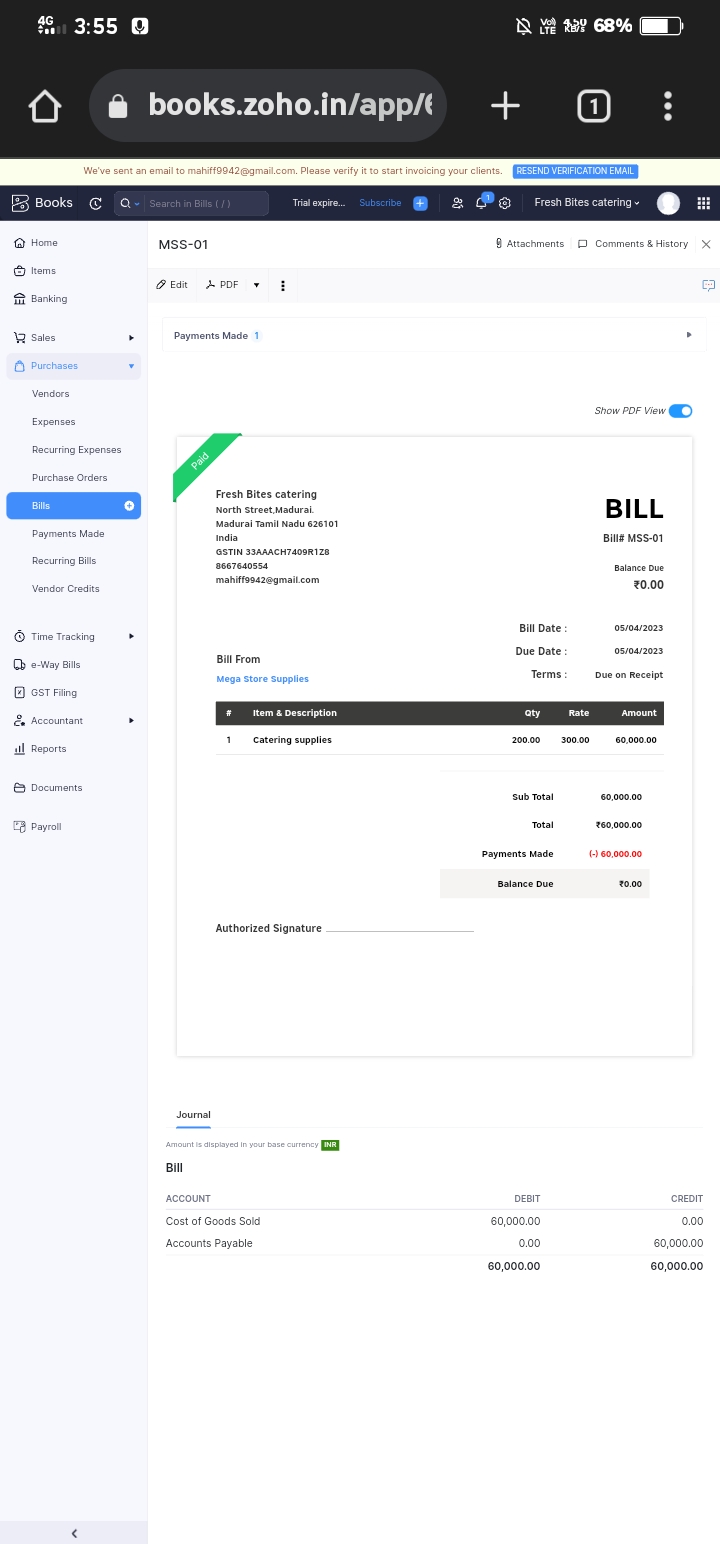 4G 3:55 Vo) LTE 4.50 KB/s 68%
books.zoho.in/app/6 1
We've sent an email to mahiff9942@gmail.com. Please verify it to start invoicing your clients. RESEND VERIFICATION EMAIL
Books Search in Bills ( / ) Trial expire... Subscribe 1 Fresh Bites catering
Home
Items
Banking
Sales
Purchases
Vendors
Expenses
Recurring Expenses
Purchase Orders
Bills
Payments Made
Recurring Bills
Vendor Credits
Time Tracking
e-Way Bills
GST Filing
Accountant
Reports
Documents
Payroll
MSS-01 Attachments Comments & History
Edit PDF
Payments Made 1
Show PDF View
Paid
Fresh Bites catering
North Street,Madurai.
Madurai Tamil Nadu 626101
India
GSTIN 33AAACH7409R1Z8
8667640554
mahiff9942@gmail.com
BILL
Bill# MSS-01
Balance Due
₹0.00
Bill Date : 05/04/2023
Due Date : 05/04/2023
Terms : Due on Receipt
Bill From
Mega Store Supplies
# Item & Description Qty Rate Amount
1 Catering supplies 200.00 300.00 60,000.00
Sub Total 60,000.00
Total ₹60,000.00
Payments Made (-) 60,000.00
Balance Due ₹0.00
Authorized Signature
Journal
Amount is displayed in your base currency INR
Bill
ACCOUNT DEBIT CREDIT
Cost of Goods Sold 60,000.00 0.00
Accounts Payable 0.00 60,000.00
60,000.00 60,000.00